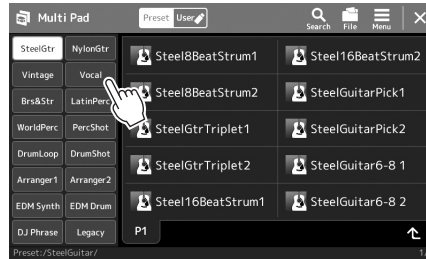 Multi Pad Preset User Search File Menu
SteelGtr NylonGtr
Vintage Vocal
Brs&Str LatinPerc
WorldPerc PercShot
DrumLoop DrumShot
Arranger1 Arranger2
EDM Synth EDM Drum
DJ Phrase Legacy
Steel8BeatStrum1 Steel16BeatStrum2
Steel8BeatStrum2 SteelGuitarPick1
SteelGtrTriplet1 SteelGuitarPick2
SteelGtrTriplet2 SteelGuitar6-8 1
Steel16BeatStrum1 SteelGuitar6-8 2
P1
Preset:/SteelGuitar/